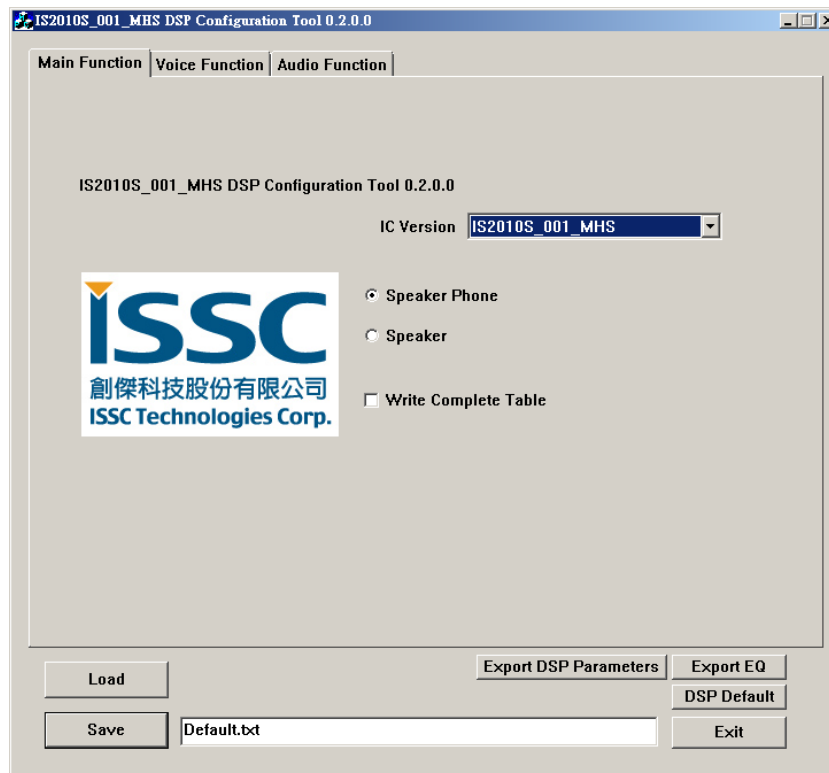 IS2010S_001_MHS DSP Configuration Tool 0.2.0.0
Main Function
Voice Function
Audio Function
IS2010S_001_MHS DSP Configuration Tool 0.2.0.0
IC Version
IS2010S_001_MHS
ISSC
創傑科技股份有限公司
ISSC Technologies Corp.
Speaker Phone
Speaker
Write Complete Table
Load
Export DSP Parameters
Export EQ
DSP Default
Save
Default.txt
Exit